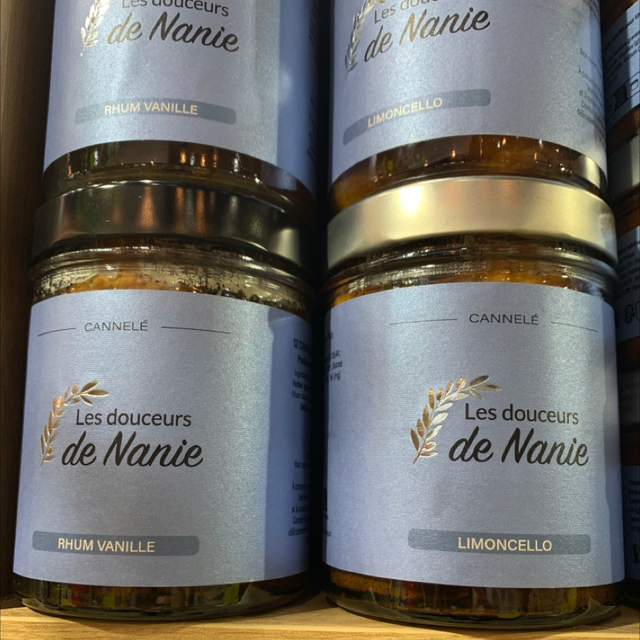 Les douceurs
de Nanie
RHUM VANILLE
Les douceurs
de Nanie
LIMONCELLO
CANNELÉ
Les douceurs
de Nanie
RHUM VANILLE
CANNELÉ
Les douceurs
de Nanie
LIMONCELLO